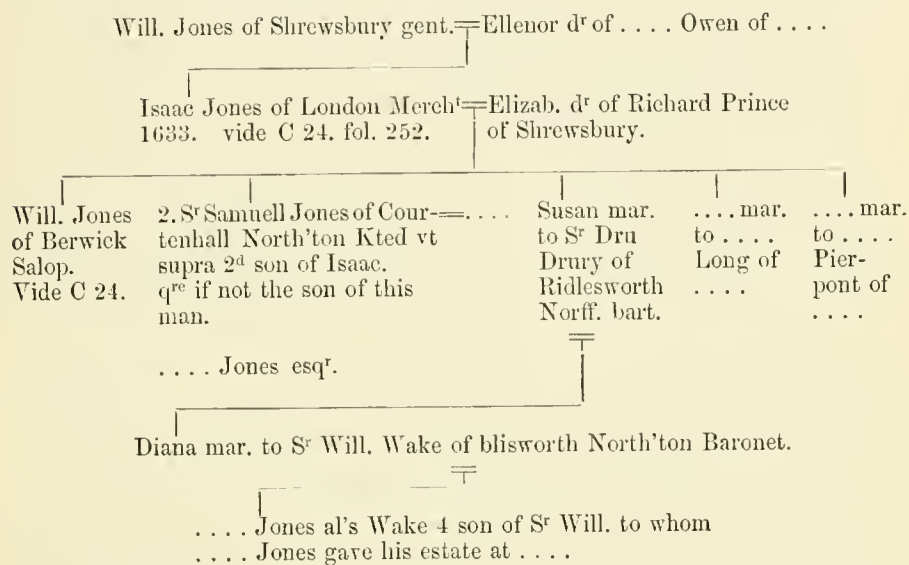 Will. Jones of Shrewsbury gent.=Ellenor dʳ of . . . . Owen of . . . .
Isaac Jones of London Merchᵗ=Elizab. dʳ of Richard Prince
1633. vide C 24. fol. 252. of Shrewsbury.
Will. Jones
of Berwick
Salop.
Vide C 24.
2. Sʳ Samuell Jones of Cour-=. . . .
tenhall North'ton Kted vt
supra 2ᵈ son of Isaac.
qʳᵉ if not the son of this
man.
. . . . Jones esqʳ.
Susan mar.
to Sʳ Dru
Drury of
Ridlesworth
Norff. bart.
. . . . mar.
to . . . .
Long of
. . . .
. . . . mar.
to . . . .
Pier-
pont of
. . . .
Diana mar. to Sʳ Will. Wake of blisworth North'ton Baronet.
. . . . Jones al's Wake 4 son of Sʳ Will. to whom
. . . . Jones gave his estate at . . . .